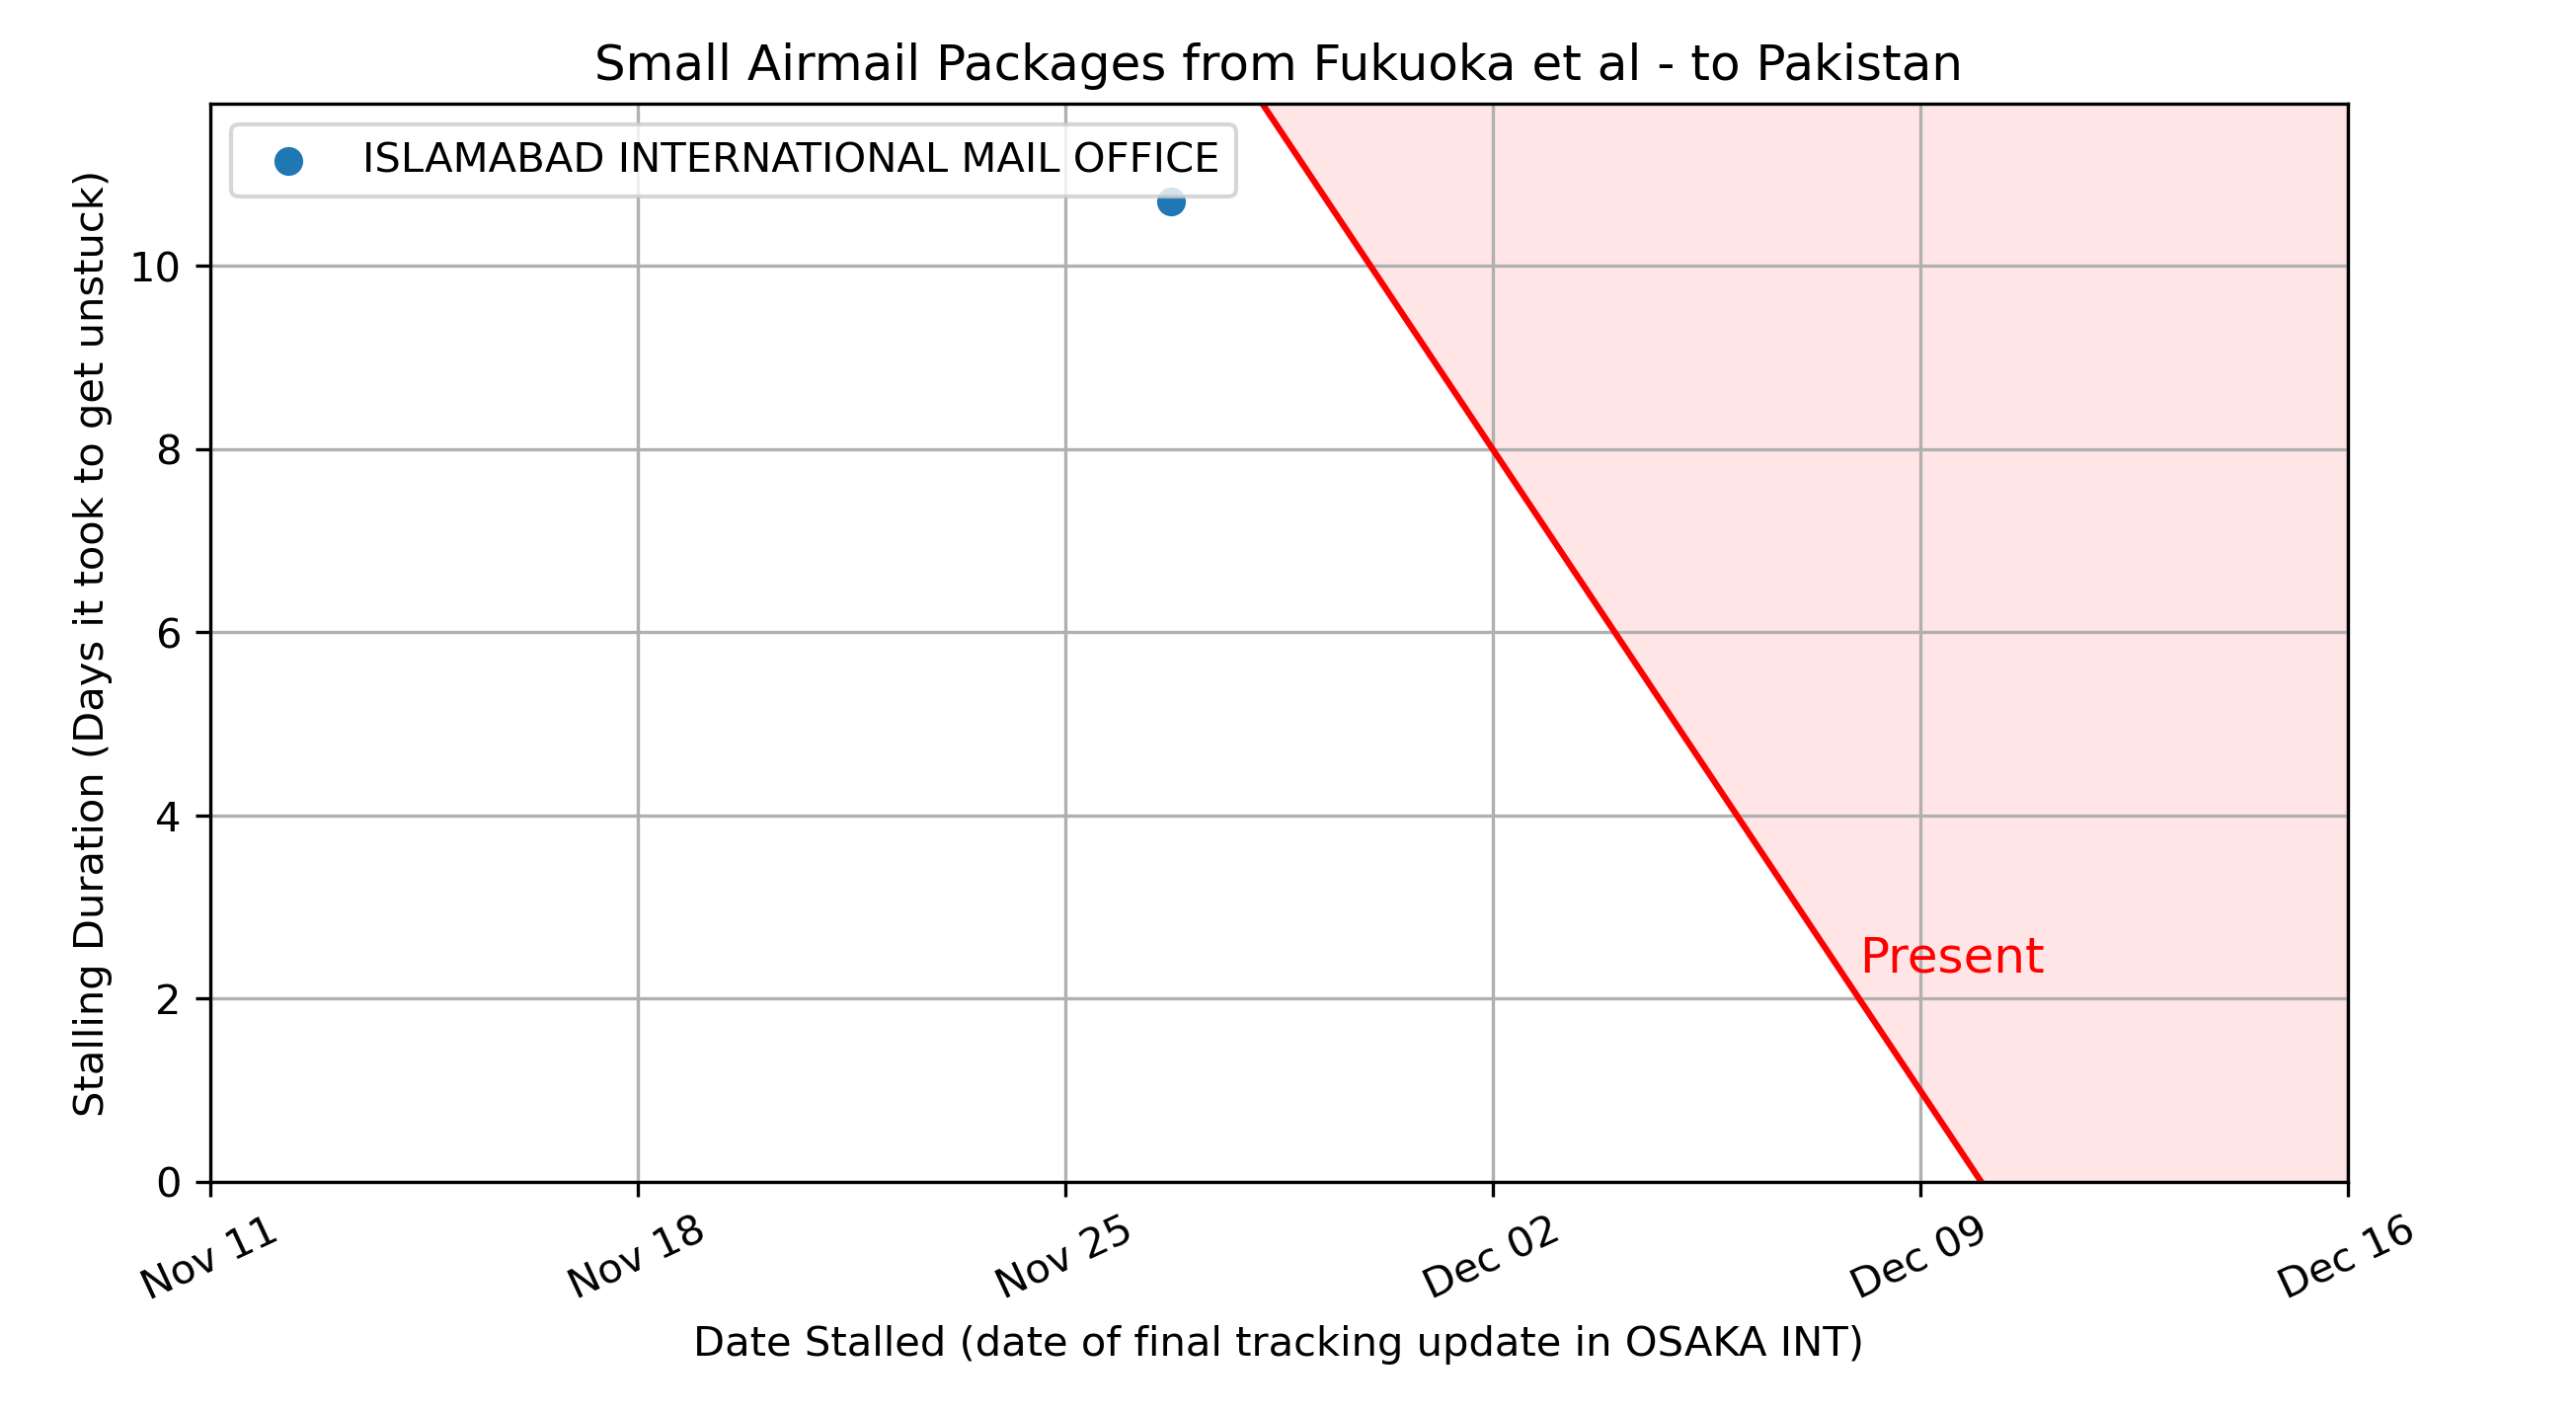 Small Airmail Packages from Fukuoka et al - to Pakistan
ISLAMABAD INTERNATIONAL MAIL OFFICE
Stalling Duration (Days it took to get unstuck)
10
8
6
4
2
0
Present
Nov 11
Nov 18
Nov 25
Dec 02
Dec 09
Dec 16
Date Stalled (date of final tracking update in OSAKA INT)